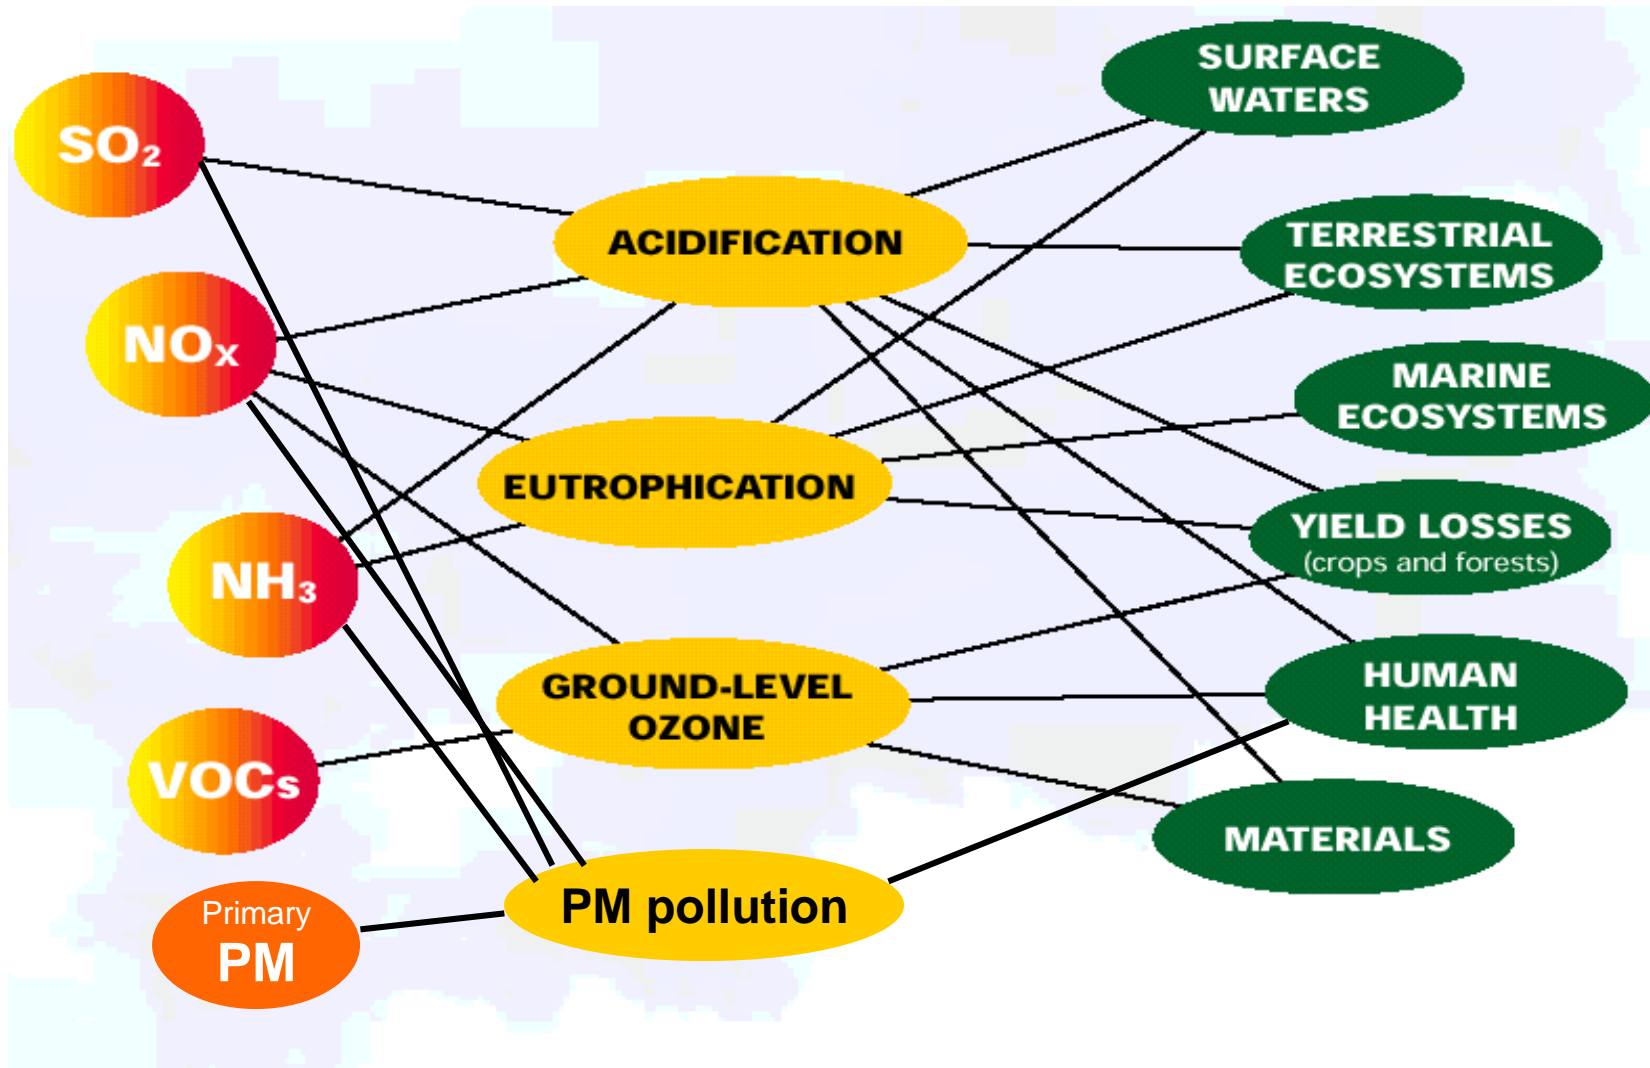 SO₂
NOₓ
NH₃
VOCs
Primary
PM
ACIDIFICATION
EUTROPHICATION
GROUND-LEVEL
OZONE
PM pollution
SURFACE
WATERS
TERRESTRIAL
ECOSYSTEMS
MARINE
ECOSYSTEMS
YIELD LOSSES
(crops and forests)
HUMAN
HEALTH
MATERIALS